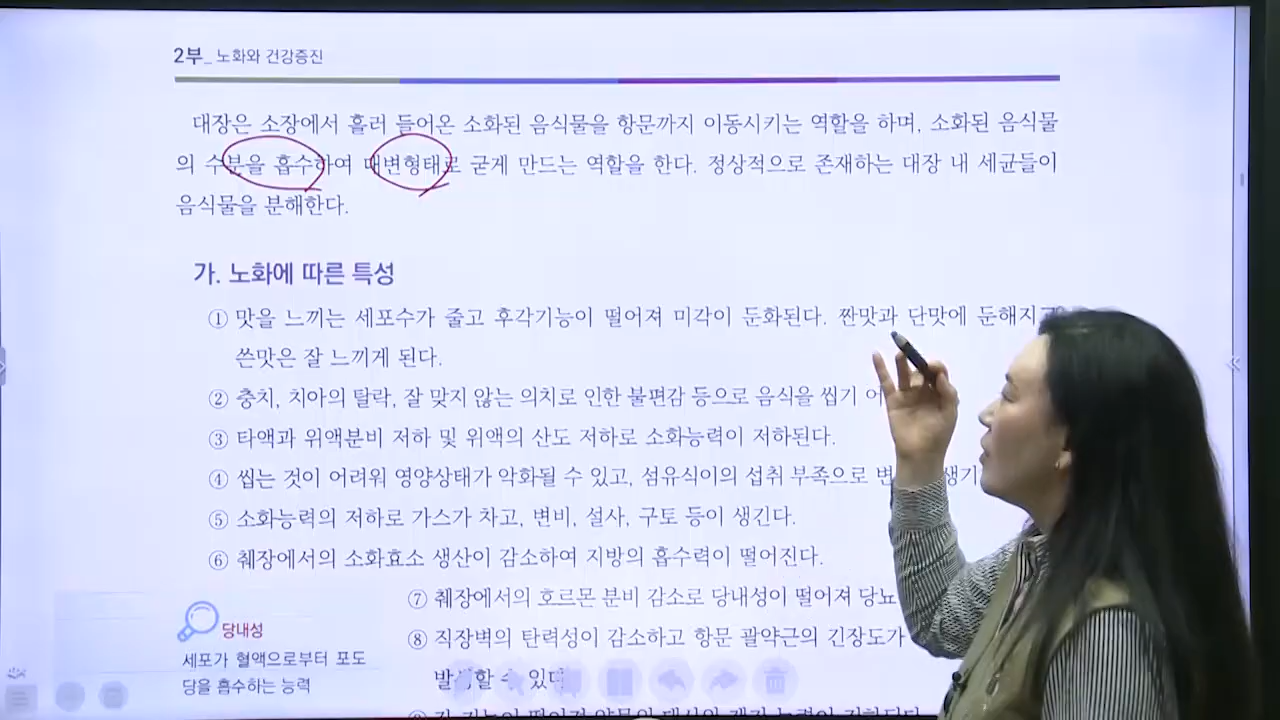 2부_ 노화와 건강증진
대장은 소장에서 흘러 들어온 소화된 음식물을 항문까지 이동시키는 역할을 하며, 소화된 음식물
의 수분을 흡수하여 대변형태로 굳게 만드는 역할을 한다. 정상적으로 존재하는 대장 내 세균들이
음식물을 분해한다.
가. 노화에 따른 특성
① 맛을 느끼는 세포수가 줄고 후각기능이 떨어져 미각이 둔화된다. 짠맛과 단맛에 둔해지고
쓴맛은 잘 느끼게 된다.
② 충치, 치아의 탈락, 잘 맞지 않는 의치로 인한 불편감 등으로 음식을 씹기 어
③ 타액과 위액분비 저하 및 위액의 산도 저하로 소화능력이 저하된다.
④ 씹는 것이 어려워 영양상태가 악화될 수 있고, 섬유식이의 섭취 부족으로 변 생기
⑤ 소화능력의 저하로 가스가 차고, 변비, 설사, 구토 등이 생긴다.
⑥ 췌장에서의 소화효소 생산이 감소하여 지방의 흡수력이 떨어진다.
⑦ 췌장에서의 호르몬 분비 감소로 당내성이 떨어져 당뇨
⑧ 직장벽의 탄력성이 감소하고 항문 괄약근의 긴장도가
발생할 수 있다
당내성
세포가 혈액으로부터 포도
당을 흡수하는 능력